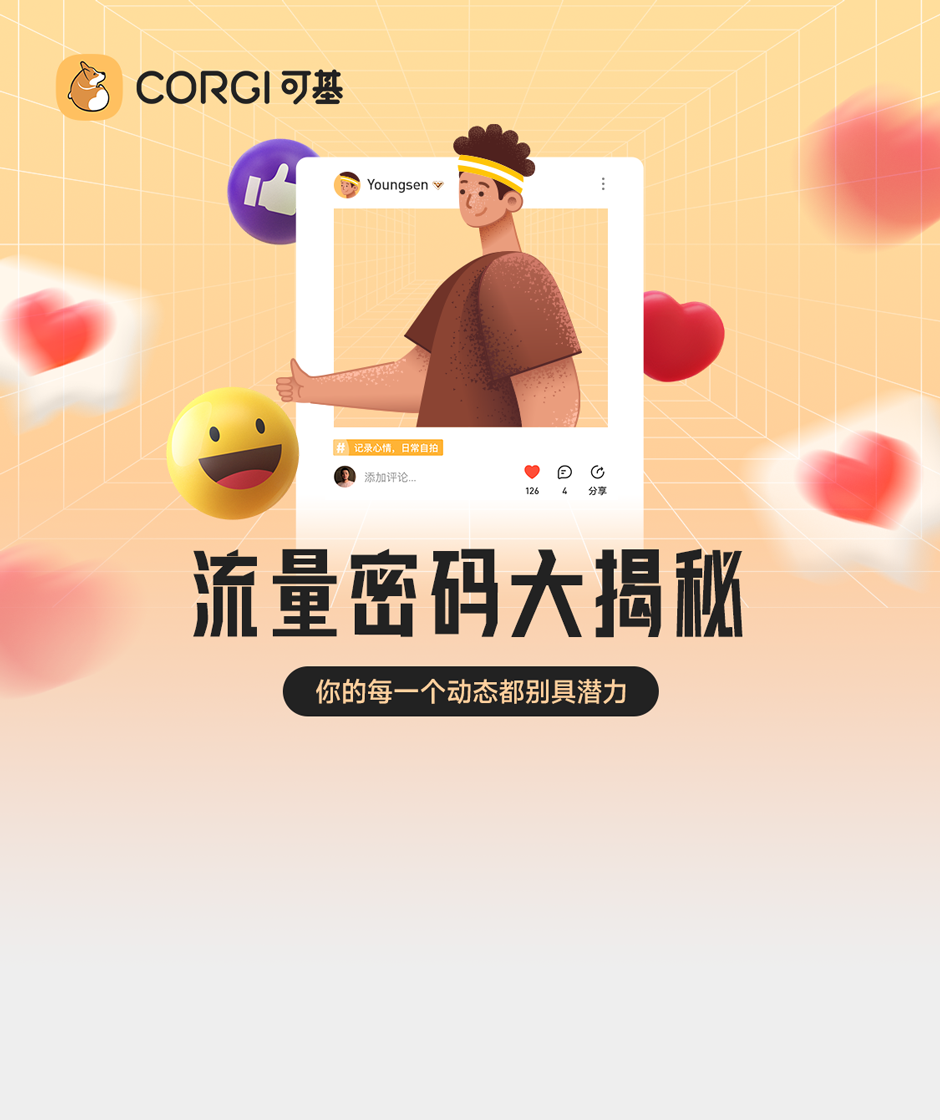 CORGI 可基
Youngsen
# 记录心情，日常自拍
添加评论...
126 4 分享
流量密码大揭秘
你的每一个动态都别具潜力